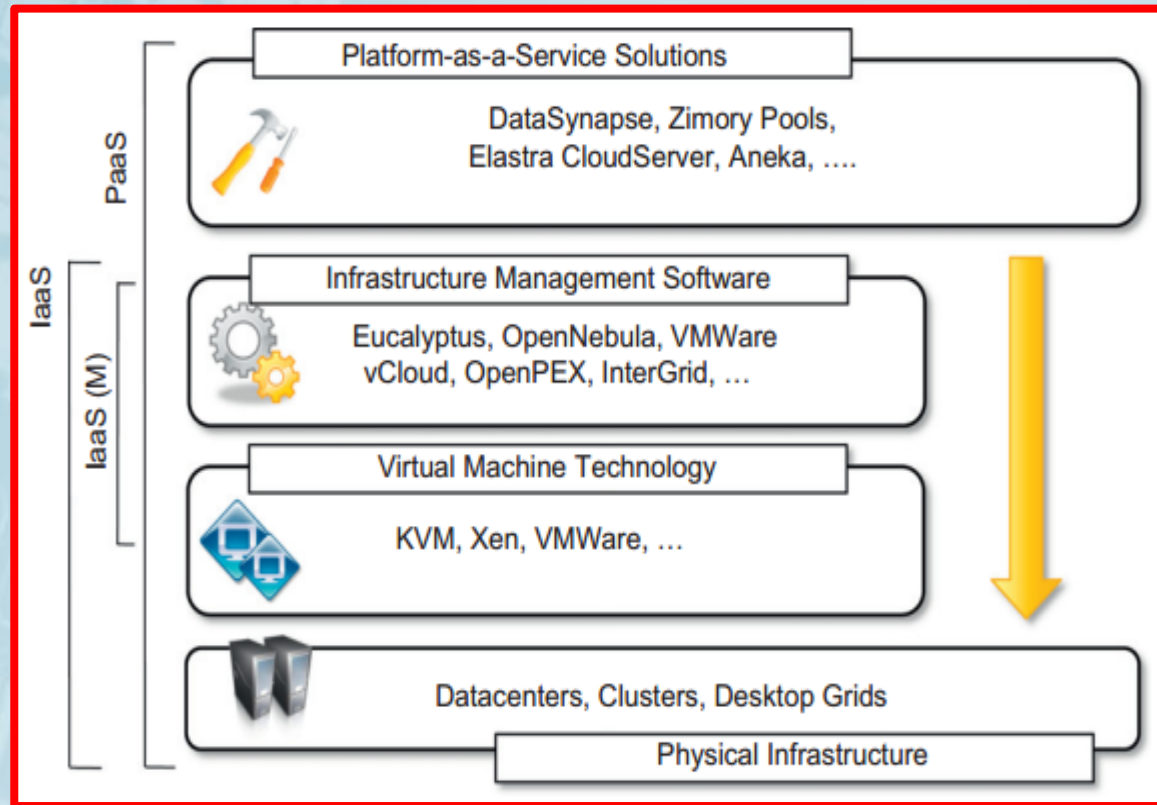 Platform-as-a-Service Solutions
DataSynapse, Zimory Pools,
Elastra CloudServer, Aneka, ....
PaaS
IaaS
IaaS (M)
Infrastructure Management Software
Eucalyptus, OpenNebula, VMWare
vCloud, OpenPEX, InterGrid, ...
Virtual Machine Technology
KVM, Xen, VMWare, ...
Datacenters, Clusters, Desktop Grids
Physical Infrastructure